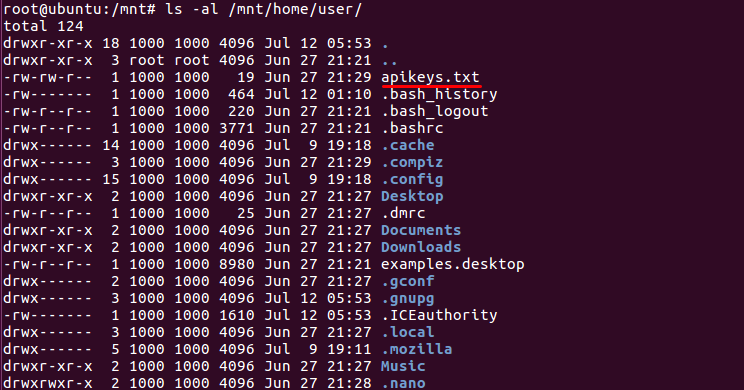 root@ubuntu:/mnt# ls -al /mnt/home/user/
total 124
drwxr-xr-x 18 1000 1000 4096 Jul 12 05:53 .
drwxr-xr-x  3 root root 4096 Jun 27 21:21 ..
-rw-rw-r--  1 1000 1000   19 Jun 27 21:29 apikeys.txt
-rw-------  1 1000 1000  464 Jul 12 01:10 .bash_history
-rw-r--r--  1 1000 1000  220 Jun 27 21:21 .bash_logout
-rw-r--r--  1 1000 1000 3771 Jun 27 21:21 .bashrc
drwx------ 14 1000 1000 4096 Jul  9 19:18 .cache
drwx------  3 1000 1000 4096 Jun 27 21:29 .compiz
drwx------ 15 1000 1000 4096 Jul  9 19:18 .config
drwxr-xr-x  2 1000 1000 4096 Jun 27 21:27 Desktop
-rw-r--r--  1 1000 1000   25 Jun 27 21:27 .dmrc
drwxr-xr-x  2 1000 1000 4096 Jun 27 21:27 Documents
drwxr-xr-x  2 1000 1000 4096 Jun 27 21:27 Downloads
-rw-r--r--  1 1000 1000 8980 Jun 27 21:21 examples.desktop
drwx------  2 1000 1000 4096 Jun 27 21:27 .gconf
drwx------  3 1000 1000 4096 Jul 12 05:53 .gnupg
-rw-------  1 1000 1000 1610 Jul 12 05:53 .ICEauthority
drwx------  3 1000 1000 4096 Jun 27 21:27 .local
drwx------  5 1000 1000 4096 Jul  9 19:11 .mozilla
drwxr-xr-x  2 1000 1000 4096 Jun 27 21:27 Music
drwxrwxr-x  2 1000 1000 4096 Jun 27 21:28 .nano